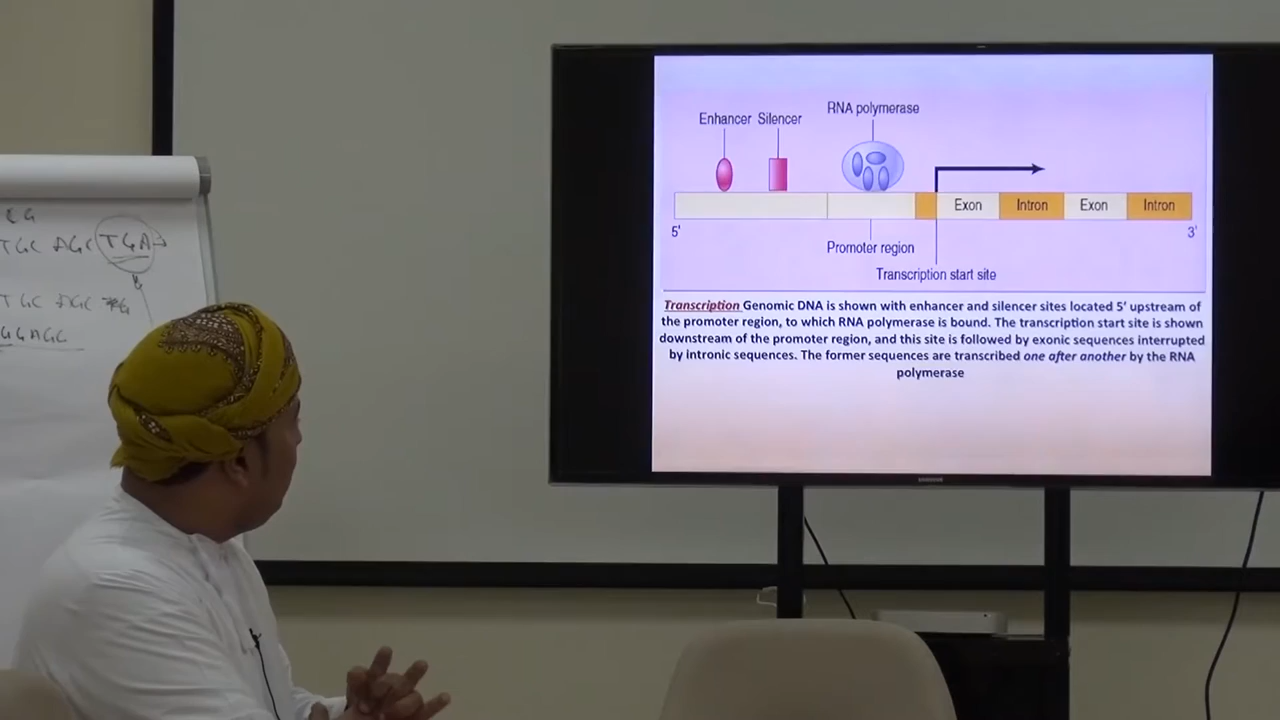 CG
TGC AGC TGA
TGC AGC
GGAGC
RNA polymerase
Enhancer Silencer
Exon Intron Exon Intron
5' 3'
Promoter region
Transcription start site
Transcription Genomic DNA is shown with enhancer and silencer sites located 5' upstream of
the promoter region, to which RNA polymerase is bound. The transcription start site is shown
downstream of the promoter region, and this site is followed by exonic sequences interrupted
by intronic sequences. The former sequences are transcribed one after another by the RNA
polymerase
SAMSUNG